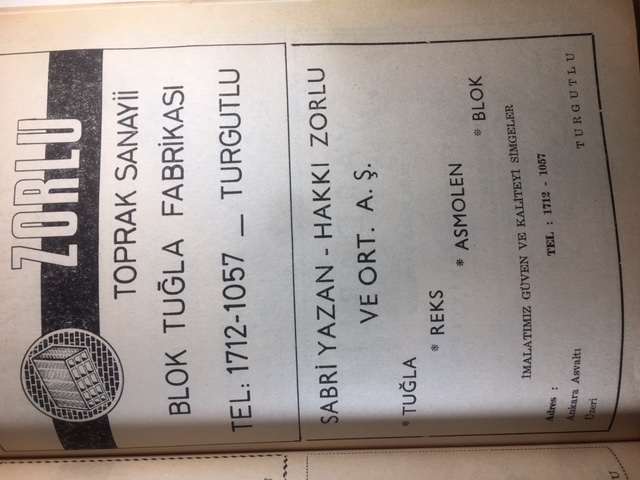 ZORLU
TOPRAK SANAYİİ
BLOK TUĞLA FABRİKASI
TEL: 1712-1057 — TURGUTLU
SABRİ YAZAN - HAKKI ZORLU
VE ORT. A. Ş.
* TUĞLA
* REKS
* ASMOLEN
* BLOK
İMALATIMIZ GÜVEN VE KALİTEYİ SİMGELER
Adres :
TEL : 1712 - 1057
Ankara Asvaltı
Üzeri
TURGUTLU